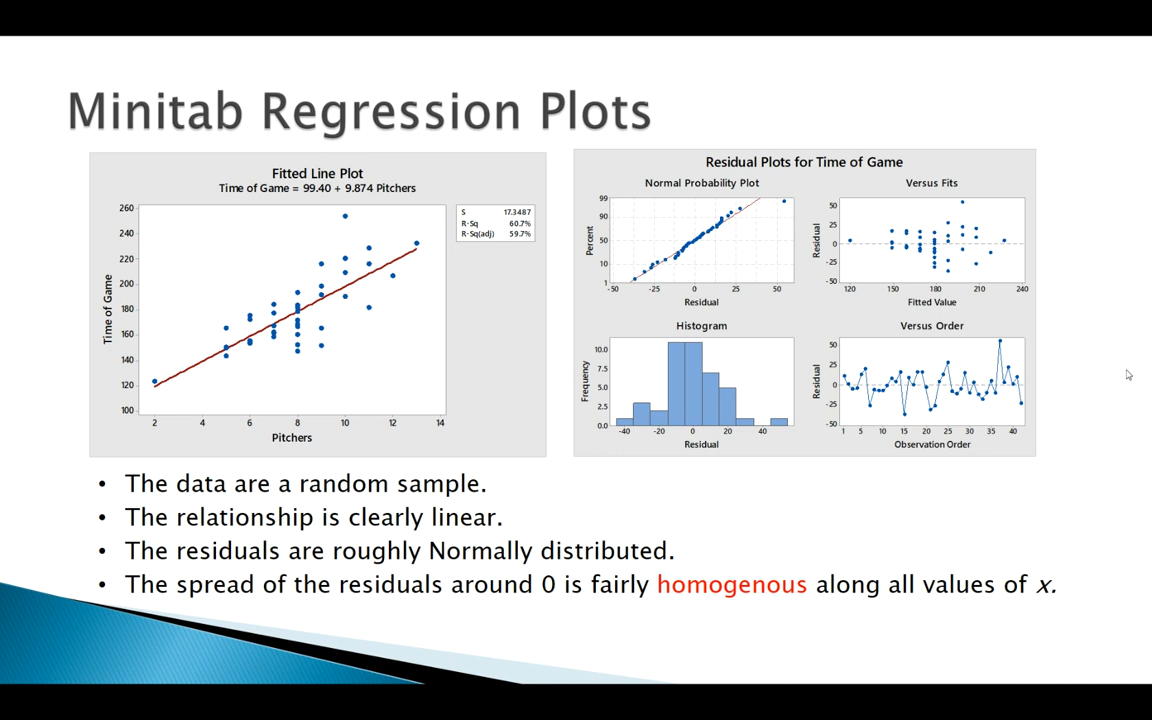 Minitab Regression Plots
Fitted Line Plot
Time of Game = 99.40 + 9.874 Pitchers
260
240
220
200
180
160
140
120
100
Time of Game
2 4 6 8 10 12 14
Pitchers
S 17.3487
R-Sq 60.7%
R-Sq(adj) 59.7%
Residual Plots for Time of Game
Normal Probability Plot
99
90
50
10
1
Percent
-50 -25 0 25 50
Residual
Versus Fits
50
25
0
-25
-50
Residual
120 150 180 210 240
Fitted Value
Histogram
10.0
7.5
5.0
2.5
0.0
Frequency
-40 -20 0 20 40
Residual
Versus Order
50
25
0
-25
-50
Residual
1 5 10 15 20 25 30 35 40
Observation Order
• The data are a random sample.
• The relationship is clearly linear.
• The residuals are roughly Normally distributed.
• The spread of the residuals around 0 is fairly homogenous along all values of x.